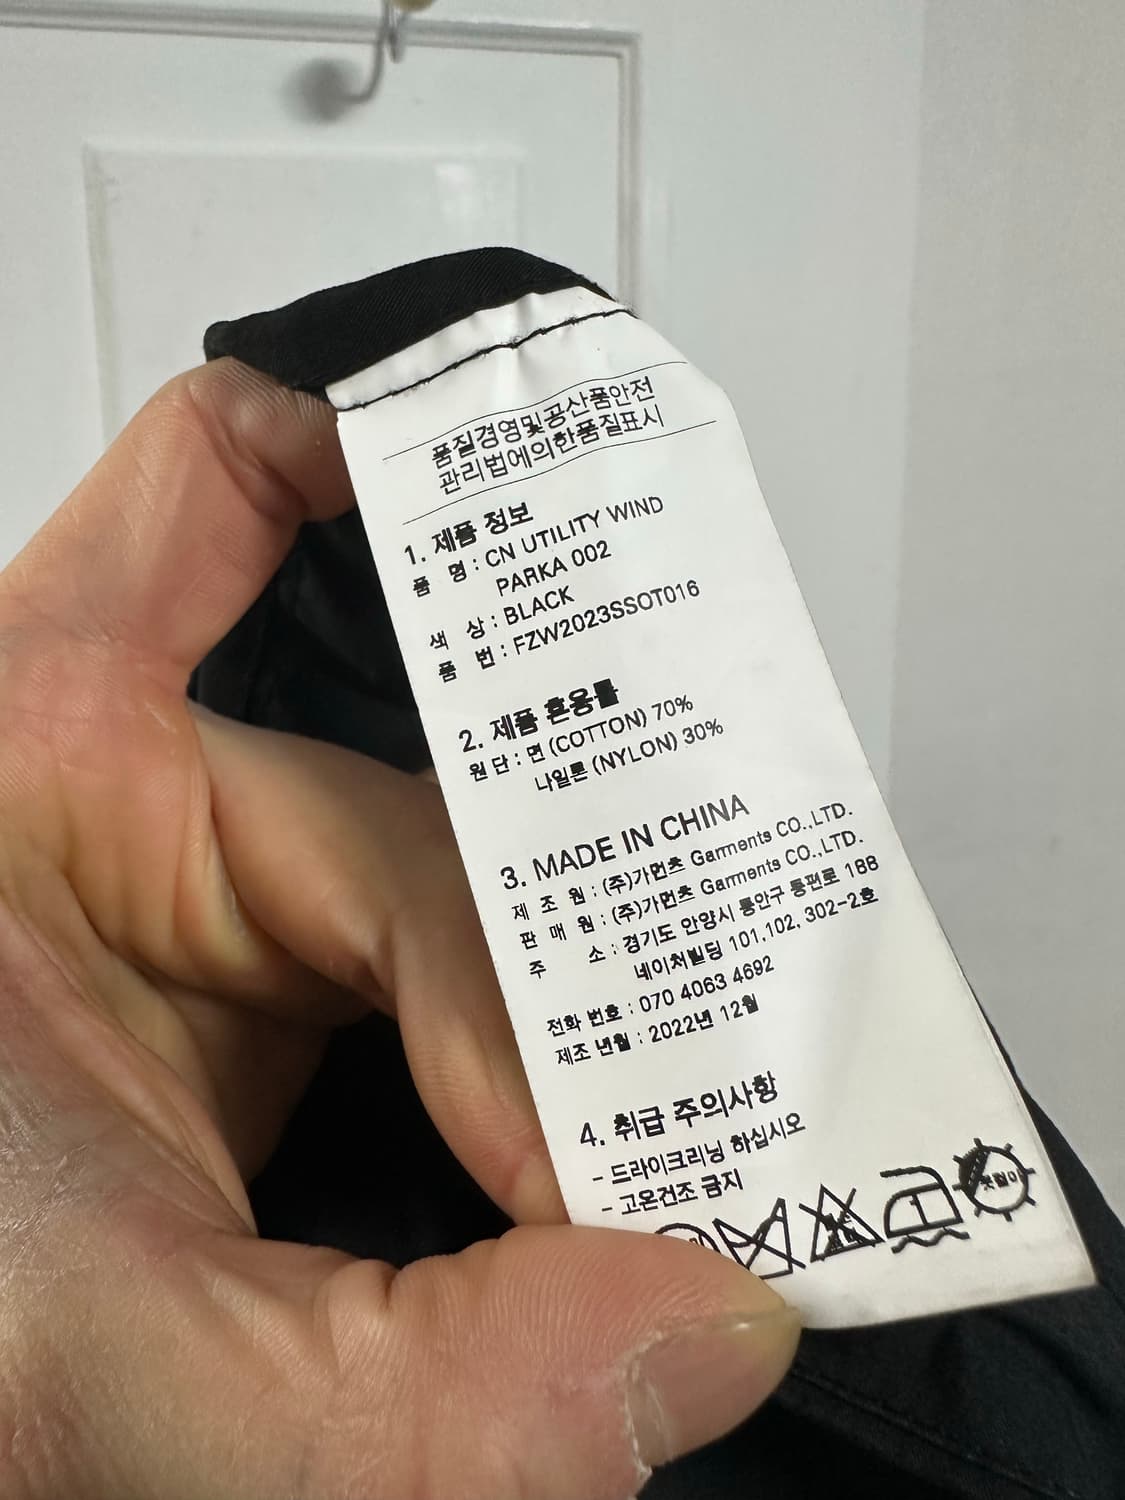 품질경영및공산품안전
관리법에의한품질표시
1. 제품 정보
품 명 : CN UTILITY WIND
PARKA 002
색 상 : BLACK
품 번 : FZW2023SSOT016
2. 제품 혼용률
원 단 : 면 (COTTON) 70%
나일론 (NYLON) 30%
3. MADE IN CHINA
제 조 원 : (주)가먼츠 Garments CO.,LTD.
판 매 원 : (주)가먼츠 Garments CO.,LTD.
주 소 : 경기도 안양시 동안구 동편로 188
네이처빌딩 101,102, 302-2호
전화 번호 : 070 4063 4692
제조 년월 : 2022년 12월
4. 취급 주의사항
- 드라이크리닝 하십시오
- 고온건조 금지
1